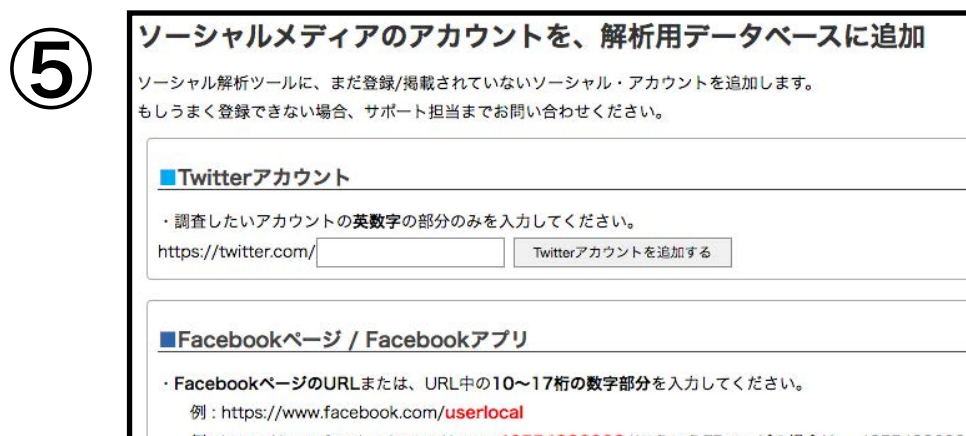 ⑤
ソーシャルメディアのアカウントを、解析用データベースに追加
ソーシャル解析ツールに、まだ登録/掲載されていないソーシャル・アカウントを追加します。
もしうまく登録できない場合、サポート担当までお問い合わせください。
■Twitterアカウント
・調査したいアカウントの英数字の部分のみを入力してください。
https://twitter.com/ Twitterアカウントを追加する
■Facebookページ / Facebookアプリ
・FacebookページのURLまたは、URL中の10〜17桁の数字部分を入力してください。
例 : https://www.facebook.com/userlocal